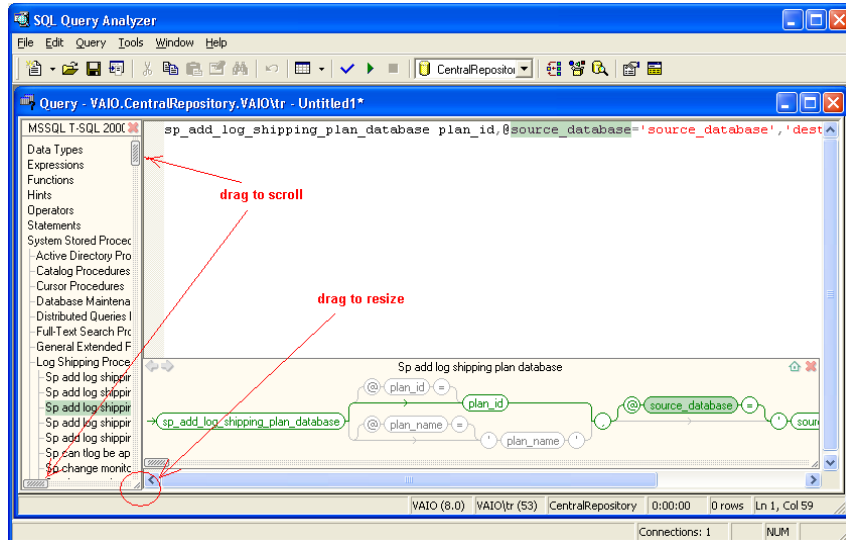 SQL Query Analyzer
File Edit Query Tools Window Help
CentralRepositor
Query - VAIO.CentralRepository.VAIO\tr - Untitled1*
MSSQL T-SQL 2000
sp_add_log_shipping_plan_database plan_id,@source_database='source_database','dest
Data Types
Expressions
Functions
Hints
Operators
Statements
System Stored Proced
Active Directory Pro
Catalog Procedures
Cursor Procedures
Database Maintena
Distributed Queries
Full-Text Search Prc
General Extended F
Log Shipping Proce
Sp add log shippir
Sp add log shippir
Sp add log shippir
Sp add log shippir
Sp add log shippir
Sp can tlog be ap
Sp change monitc
drag to scroll
drag to resize
Sp add log shipping plan database
@ plan_id =
plan_id
sp_add_log_shipping_plan_database
@ plan_name =
' plan_name '
,
@ source_database =
' sour
VAIO (8.0) VAIO\tr (53) CentralRepository 0:00:00 0 rows Ln 1, Col 59
Connections: 1 NUM